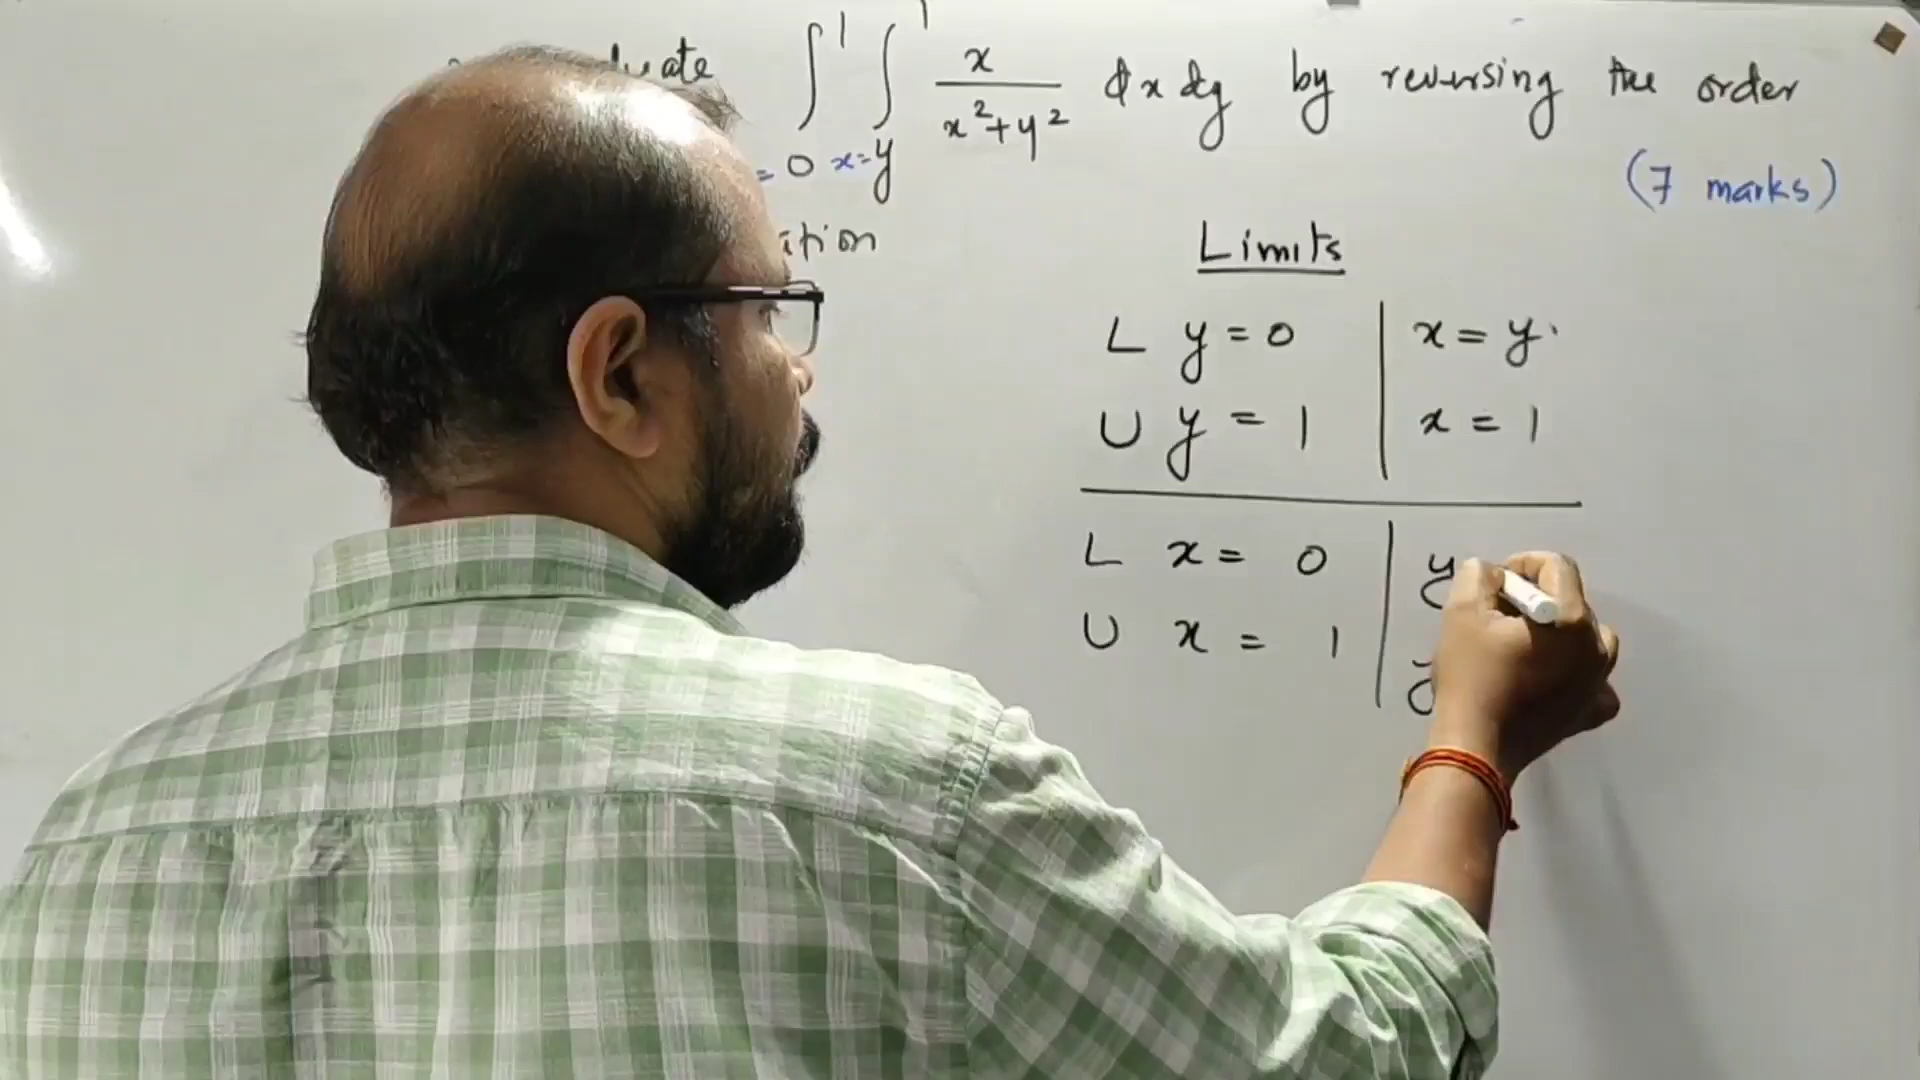 ∫¹ ∫¹ x/(x²+y²) dx dy by reversing the order
= 0 x=y
(7 marks)
Limits
L y = 0 | x = y
U y = 1 | x = 1
L x = 0 | y
U x = 1 | y